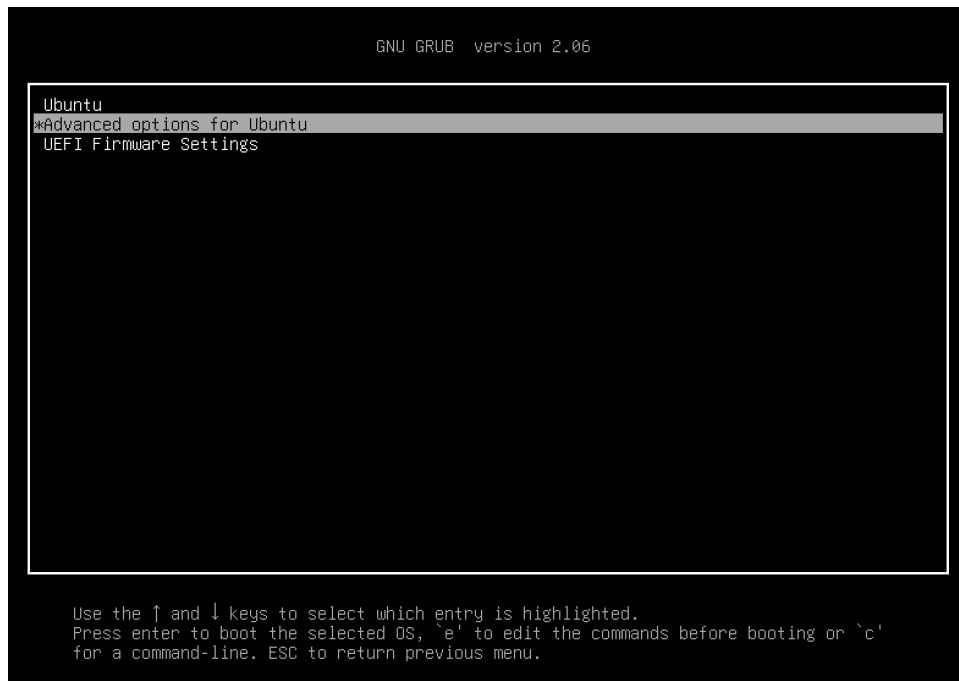 GNU GRUB  version 2.06
Ubuntu
*Advanced options for Ubuntu
UEFI Firmware Settings
Use the ↑ and ↓ keys to select which entry is highlighted.
Press enter to boot the selected OS, `e' to edit the commands before booting or `c'
for a command-line. ESC to return previous menu.